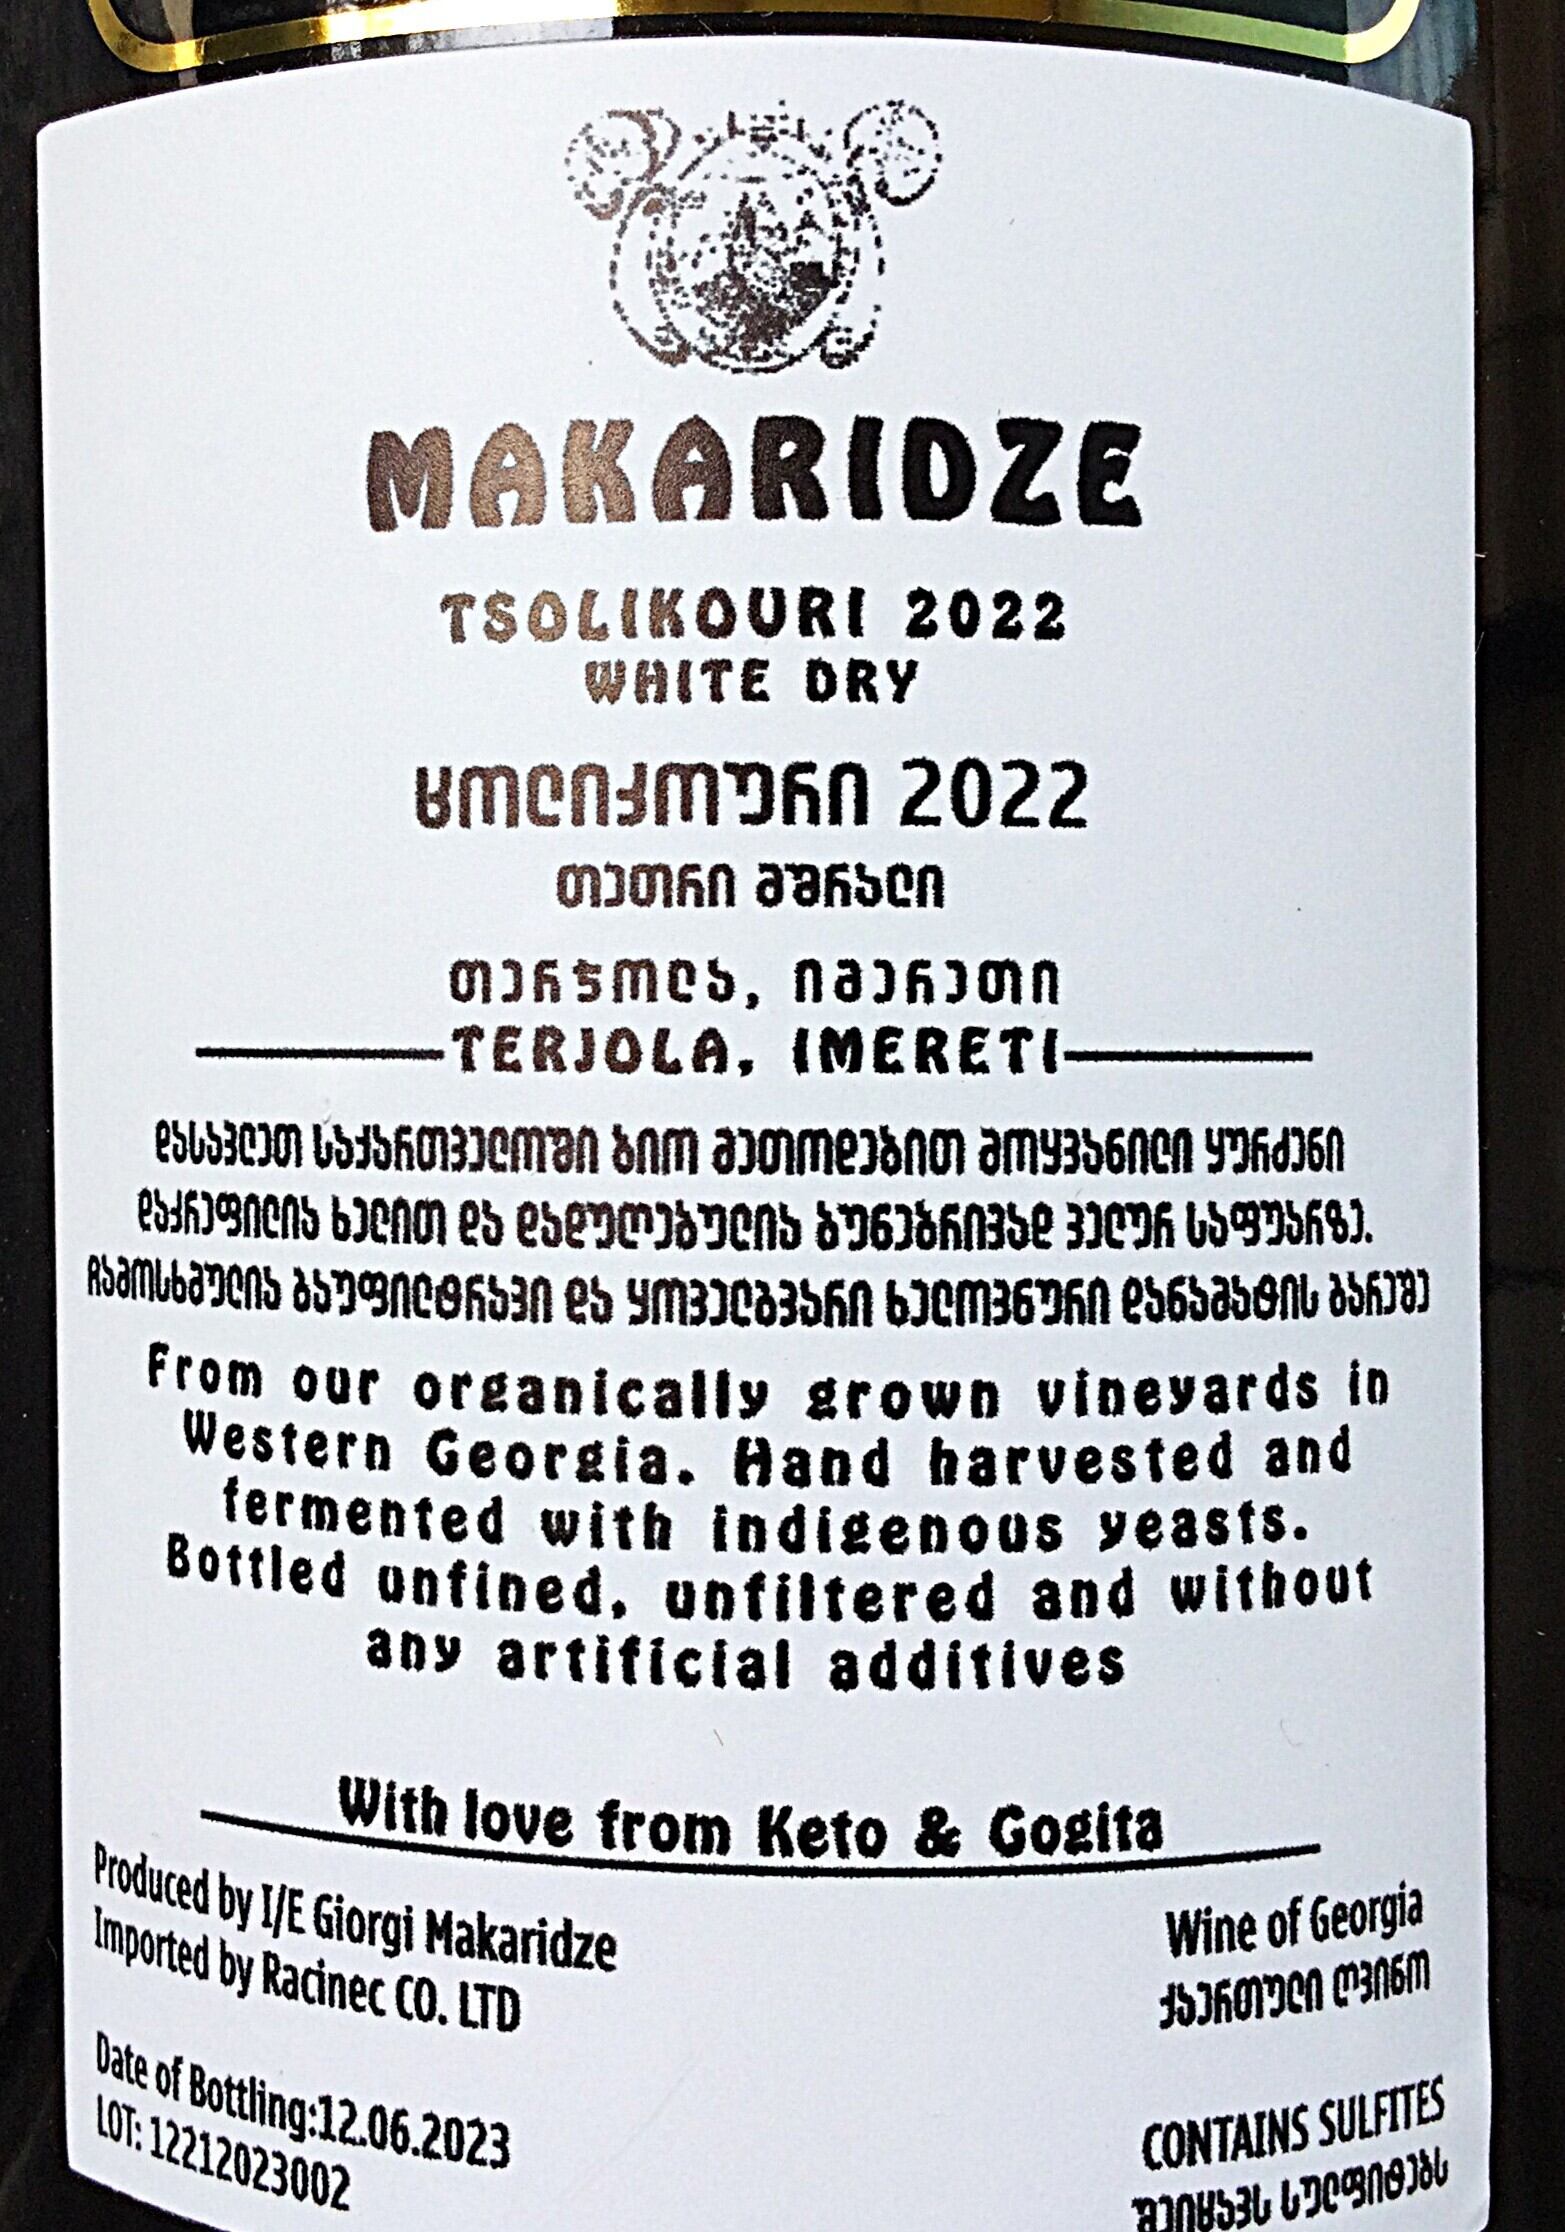 MAKARIDZE
TSOLIKOURI 2022
WHITE DRY
ცოლიქოური 2022
თეთრი მშრალი
თერჯოლა, იმერეთი
TERJOLA, IMERETI
დასავლეთ საქართველოში ბიო მეთოდებით მოყვანილი ყურძენი
დაკრეფილია ხელით და დადუღებულია ბუნებრივად ველურ საფუარზე.
ჩამოსხმულია გაუფილტრავი და ყოველგვარი ხელოვნური დანამატის გარეშე
From our organically grown vineyards in
Western Georgia. Hand harvested and
fermented with indigenous yeasts.
Bottled unfined, unfiltered and without
any artificial additives
With love from Keto & Gogita
Produced by I/E Giorgi Makaridze
Imported by Racinec CO. LTD
Date of Bottling:12.06.2023
LOT: 12212023002
Wine of Georgia
ქაერთული ღვინო
CONTAINS SULFITES
შეიცავს სულფიტებს